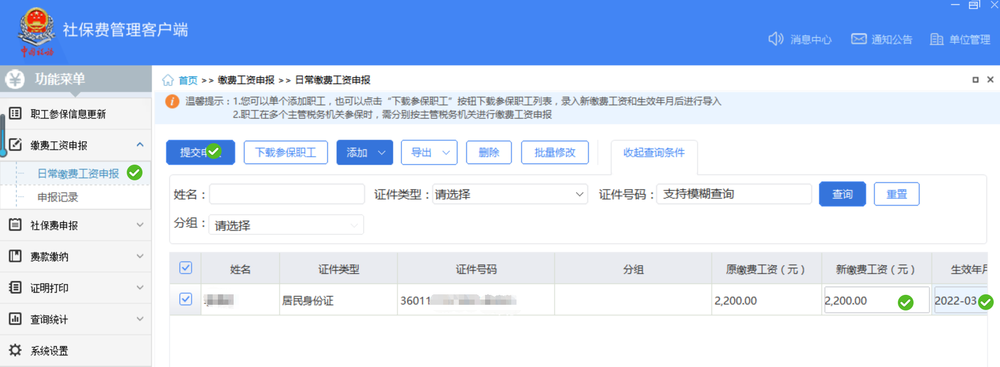 中国税务
社保费管理客户端
消息中心
通知公告
单位管理
功能菜单
职工参保信息更新
缴费工资申报
日常缴费工资申报
申报记录
社保费申报
费款缴纳
证明打印
查询统计
系统设置
首页 >> 缴费工资申报 >> 日常缴费工资申报
温馨提示：1.您可以单个添加职工，也可以点击“下载参保职工”按钮下载参保职工列表，录入新缴费工资和生效年月后进行导入
2.职工在多个主管税务机关参保时，需分别按主管税务机关进行缴费工资申报
提交申
下载参保职工
添加
导出
删除
批量修改
收起查询条件
姓名：
证件类型：请选择
证件号码：支持模糊查询
查询
重置
分组：请选择
姓名 证件类型 证件号码 分组 原缴费工资（元） 新缴费工资（元） 生效年月
居民身份证 36011 2,200.00 2,200.00 2022-03